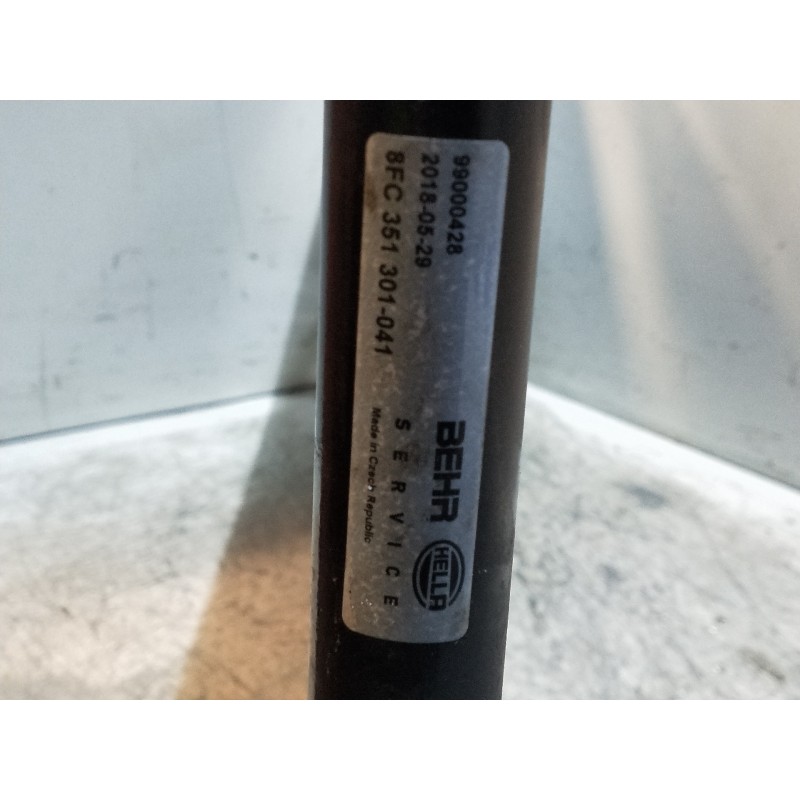 99000428
2018-05-29
8FC 351 301-041
BEHR HELLA
SERVICE
Made in Czech Republic